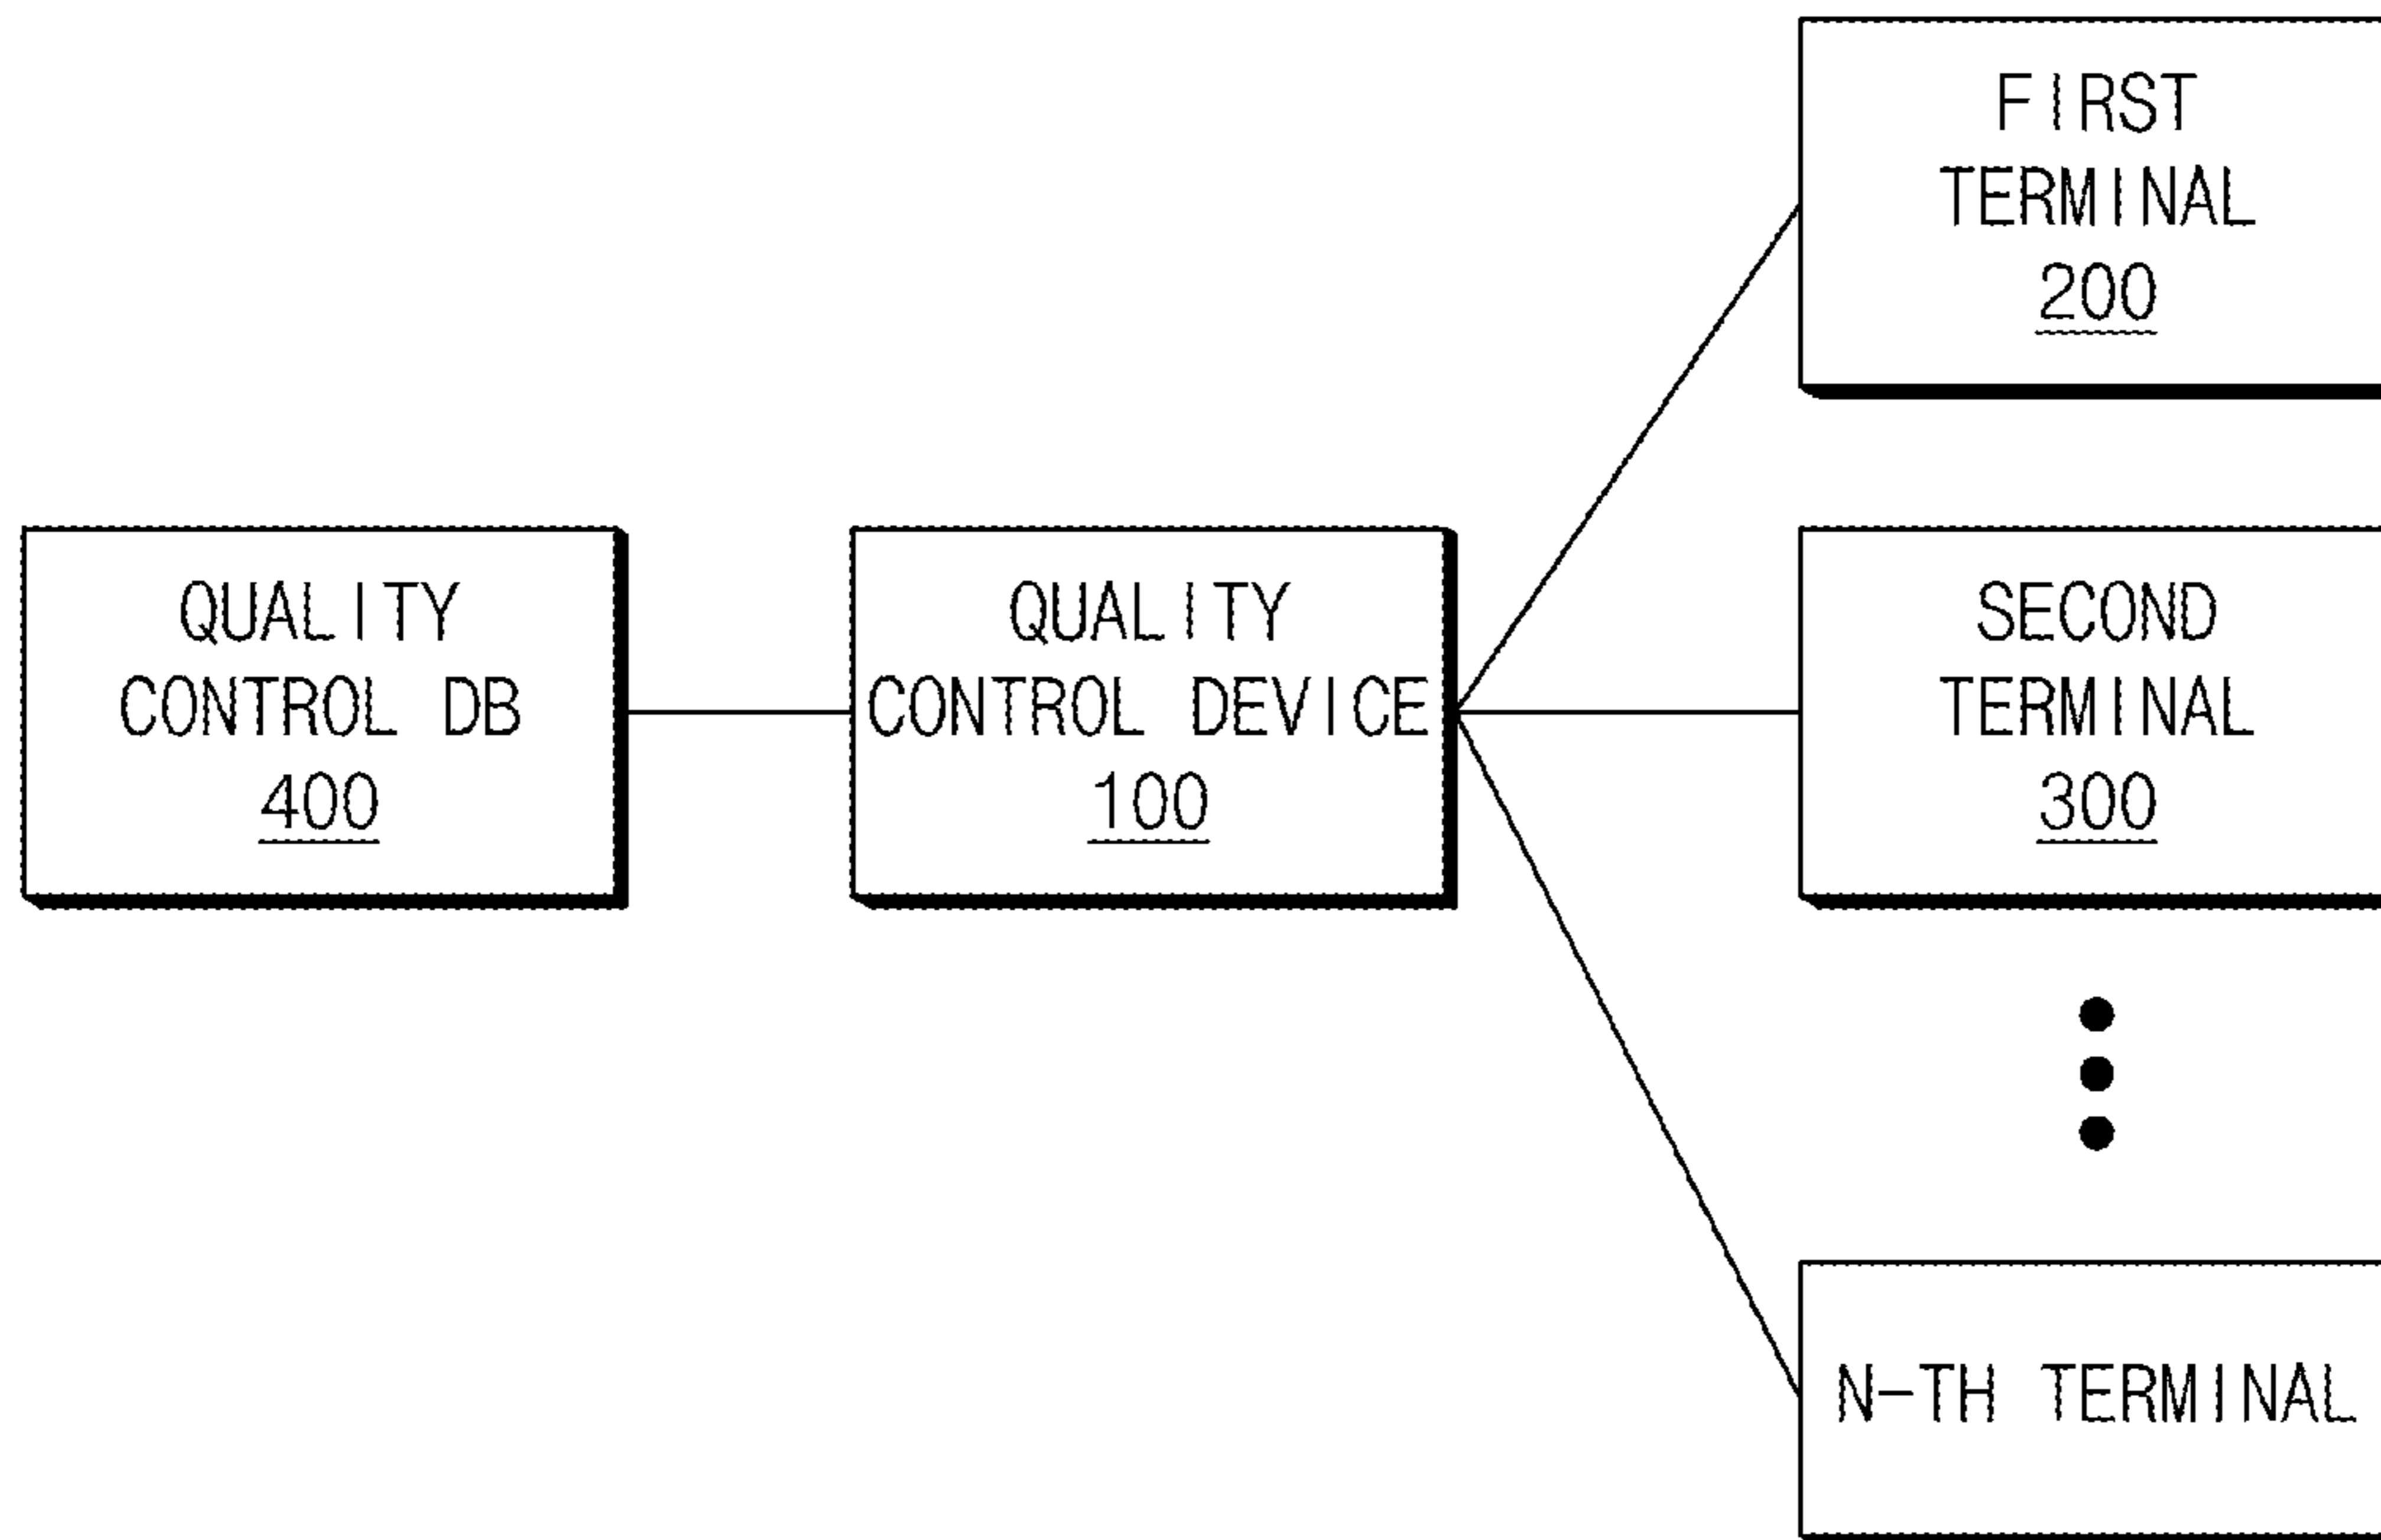 FIRST
TERMINAL
200
QUALITY
CONTROL DB
400
QUALITY
CONTROL DEVICE
100
SECOND
TERMINAL
300
N-TH TERMINAL